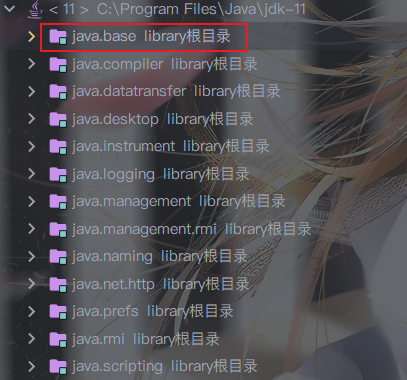 < 11 > C:\Program Files\Java\jdk-11
java.base library根目录
java.compiler library根目录
java.datatransfer library根目录
java.desktop library根目录
java.instrument library根目录
java.logging library根目录
java.management library根目录
java.management.rmi library根目录
java.naming library根目录
java.net.http library根目录
java.prefs library根目录
java.rmi library根目录
java.scripting library根目录